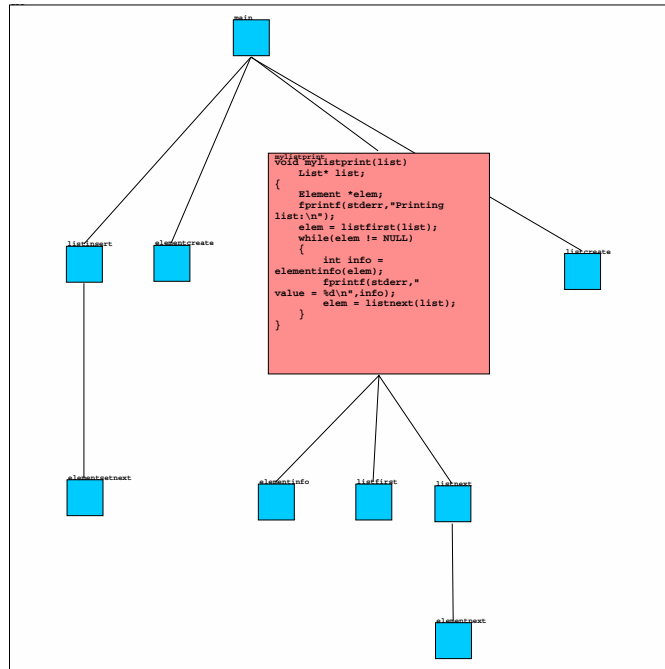 main
mylistprint
void mylistprint(list)
    List* list;
{
    Element *elem;
    fprintf(stderr,"Printing
list:\n");
    elem = listfirst(list);
    while(elem != NULL)
    {
        int info =
elementinfo(elem);
        fprintf(stderr,"
value = %d\n",info);
        elem = listnext(list);
    }
}
listinsert
elementcreate
listcreate
elementsetnext
elementinfo
listfirst
listnext
elementnext